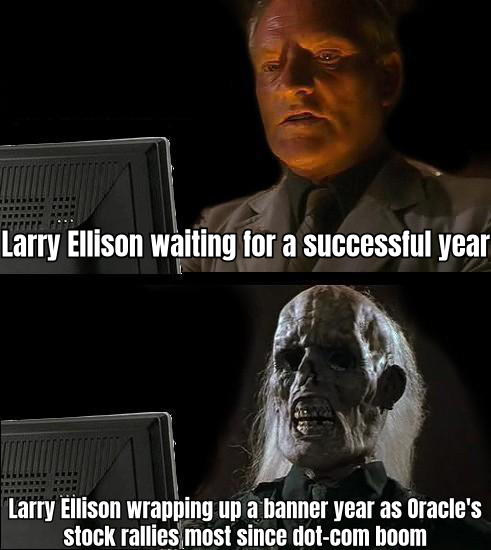 Larry Ellison waiting for a successful year
Larry Ellison wrapping up a banner year as Oracle's
stock rallies most since dot-com boom